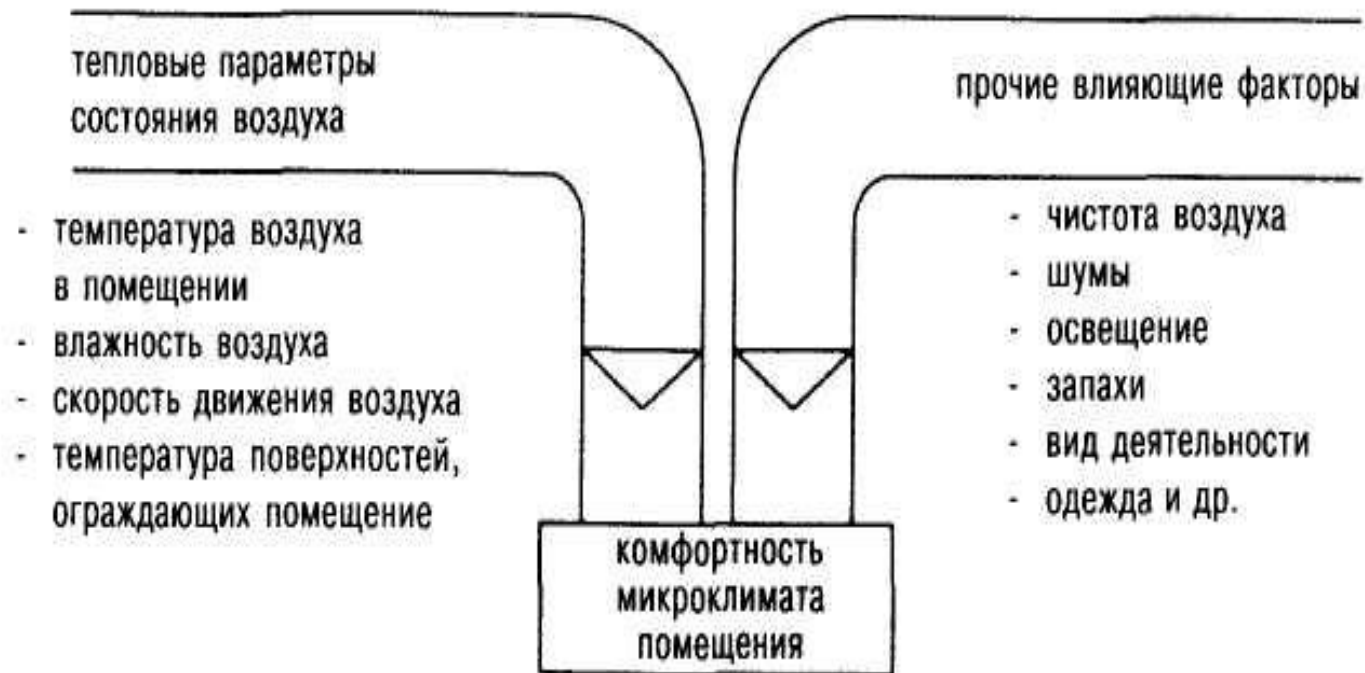 тепловые параметры
состояния воздуха
- температура воздуха
в помещении
- влажность воздуха
- скорость движения воздуха
- температура поверхностей,
ограждающих помещение
прочие влияющие факторы
- чистота воздуха
- шумы
- освещение
- запахи
- вид деятельности
- одежда и др.
комфортность
микроклимата
помещения